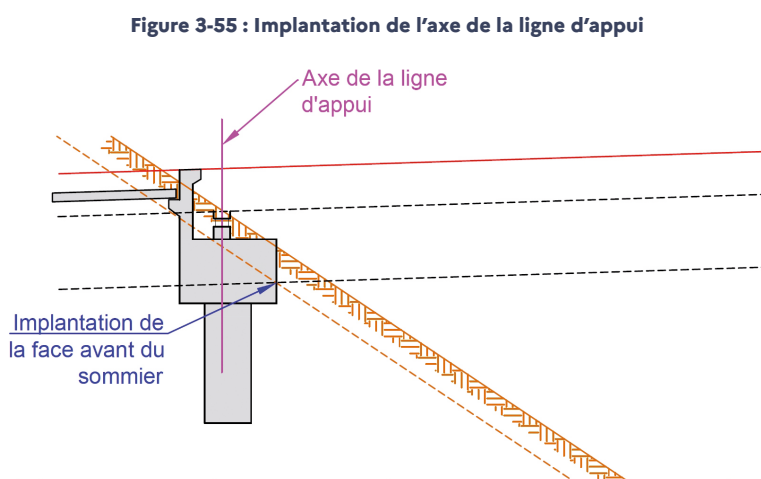 Figure 3-55 : Implantation de l’axe de la ligne d’appui
Axe de la ligne
d'appui
Implantation de
la face avant du
sommier